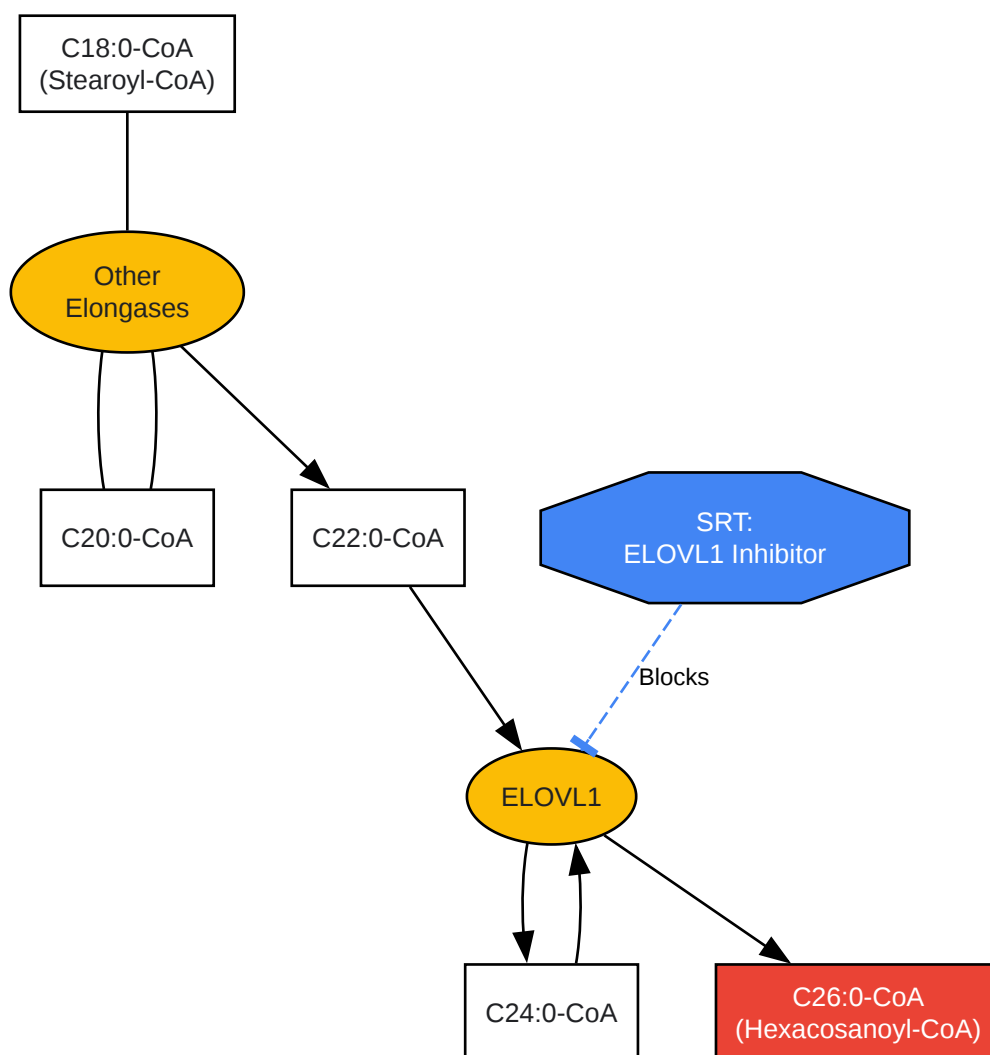 C18:0-CoA
(Stearoyl-CoA)
Other
Elongases
C20:0-CoA
C22:0-CoA
SRT:
ELOVL1 Inhibitor
Blocks
ELOVL1
C24:0-CoA
C26:0-CoA
(Hexacosanoyl-CoA)